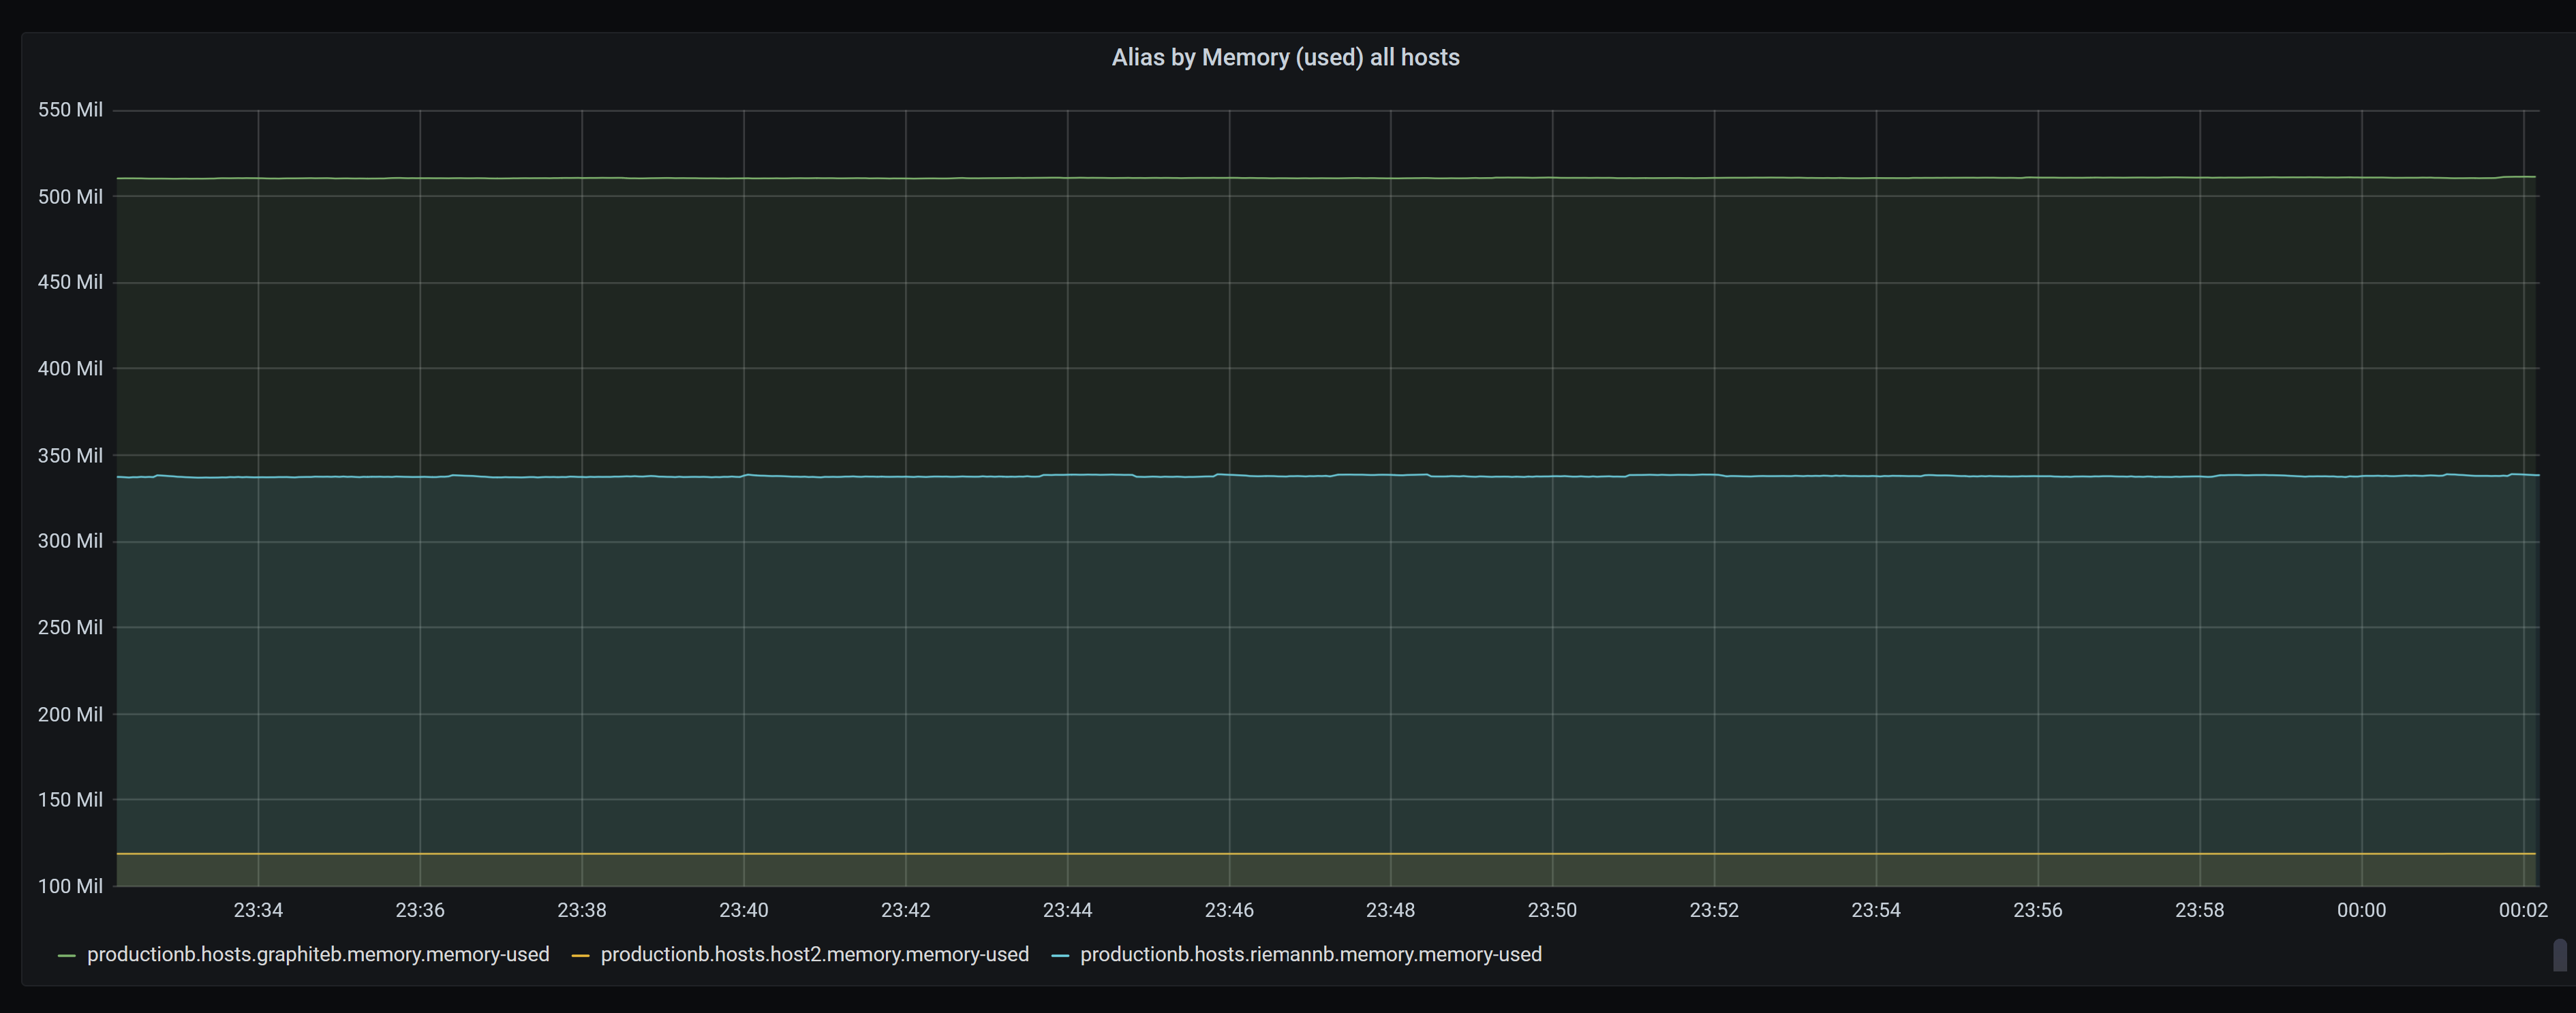 Alias by Memory (used) all hosts
550 Mil
500 Mil
450 Mil
400 Mil
350 Mil
300 Mil
250 Mil
200 Mil
150 Mil
100 Mil
23:34 23:36 23:38 23:40 23:42 23:44 23:46 23:48 23:50 23:52 23:54 23:56 23:58 00:00 00:02
productionb.hosts.graphiteb.memory.memory-used productionb.hosts.host2.memory.memory-used productionb.hosts.riemannb.memory.memory-used